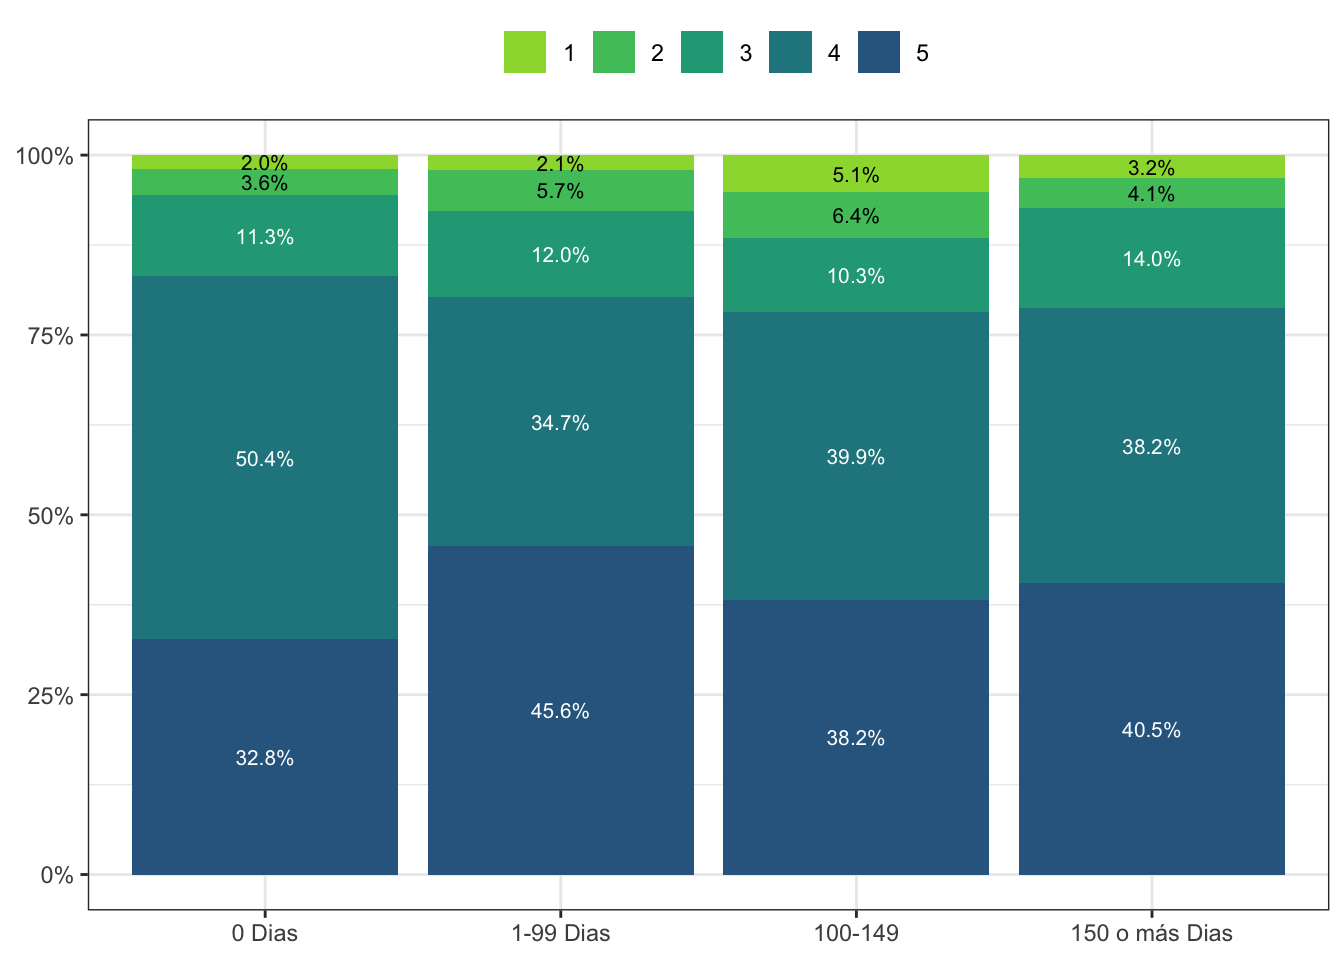 1 2 3 4 5
100%
75%
50%
25%
0%
2.0% 2.1% 5.1% 3.2%
3.6% 5.7% 6.4% 4.1%
11.3% 12.0% 10.3% 14.0%
50.4% 34.7% 39.9% 38.2%
32.8% 45.6% 38.2% 40.5%
0 Dias 1-99 Dias 100-149 150 o más Dias